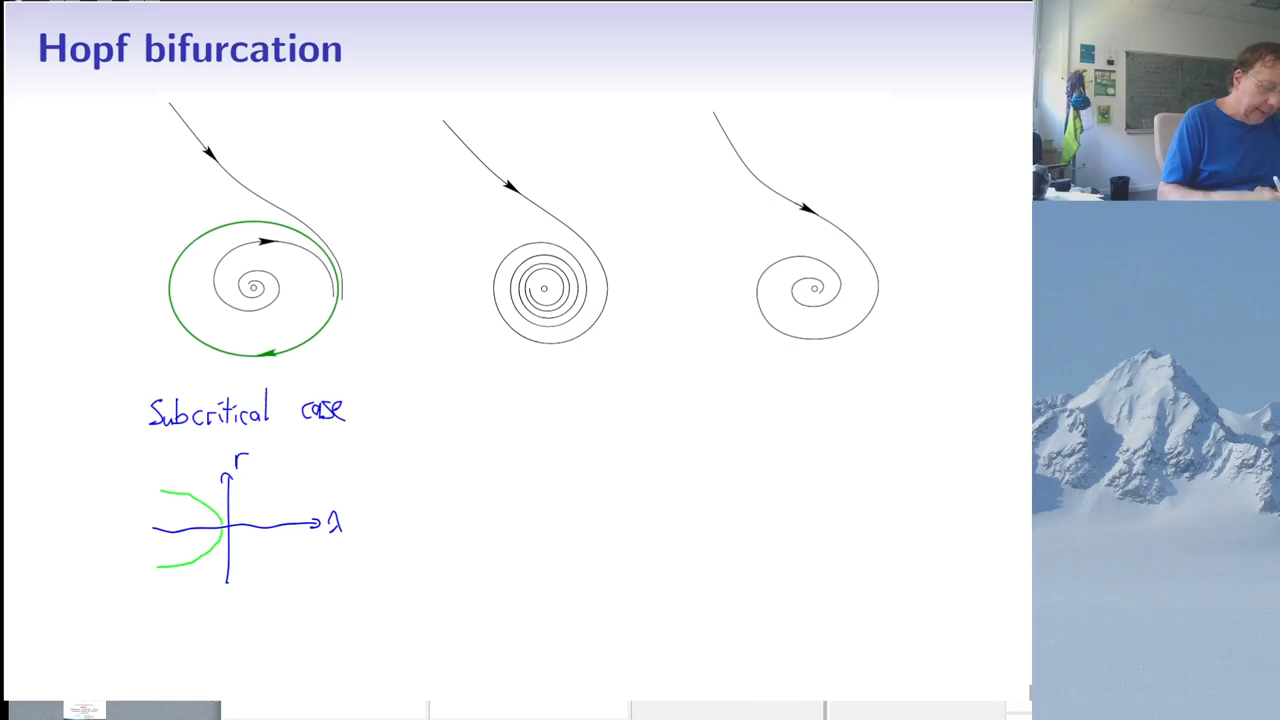 Hopf bifurcation
Subcritical case
r
λ